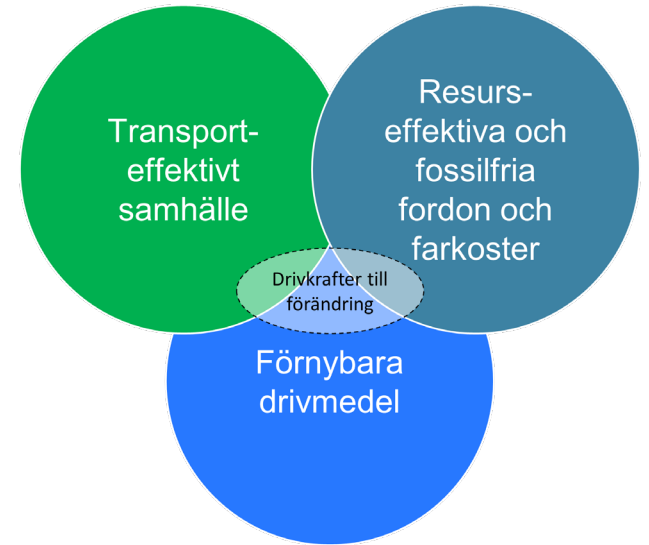 Transport-
effektivt
samhälle
Resurs-
effektiva och
fossilfria
fordon och
farkoster
Drivkrafter till
förändring
Förnybara
drivmedel